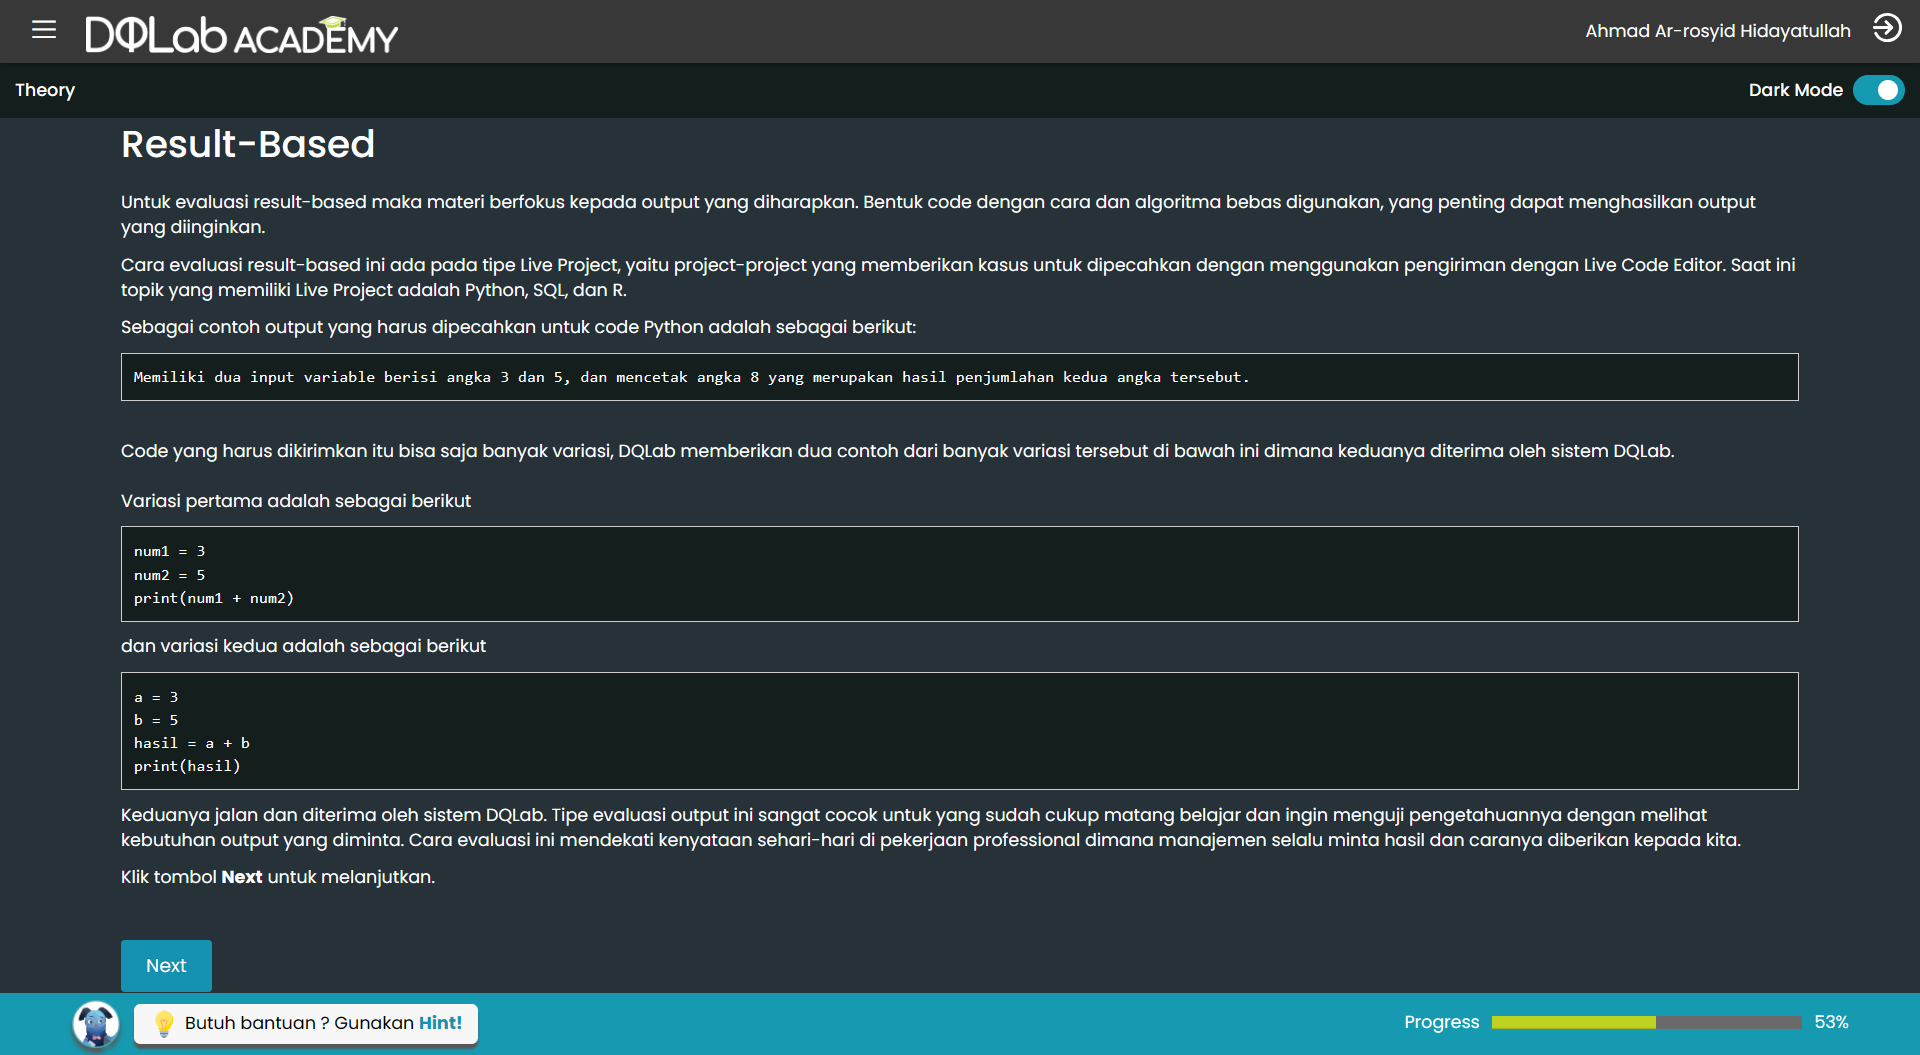 DQLab ACADEMY
Ahmad Ar-rosyid Hidayatullah
Theory
Dark Mode
Result-Based
Untuk evaluasi result-based maka materi berfokus kepada output yang diharapkan. Bentuk code dengan cara dan algoritma bebas digunakan, yang penting dapat menghasilkan output
yang diinginkan.
Cara evaluasi result-based ini ada pada tipe Live Project, yaitu project-project yang memberikan kasus untuk dipecahkan dengan menggunakan pengiriman dengan Live Code Editor. Saat ini
topik yang memiliki Live Project adalah Python, SQL, dan R.
Sebagai contoh output yang harus dipecahkan untuk code Python adalah sebagai berikut:
Memiliki dua input variable berisi angka 3 dan 5, dan mencetak angka 8 yang merupakan hasil penjumlahan kedua angka tersebut.
Code yang harus dikirimkan itu bisa saja banyak variasi, DQLab memberikan dua contoh dari banyak variasi tersebut di bawah ini dimana keduanya diterima oleh sistem DQLab.
Variasi pertama adalah sebagai berikut
num1 = 3
num2 = 5
print(num1 + num2)
dan variasi kedua adalah sebagai berikut
a = 3
b = 5
hasil = a + b
print(hasil)
Keduanya jalan dan diterima oleh sistem DQLab. Tipe evaluasi output ini sangat cocok untuk yang sudah cukup matang belajar dan ingin menguji pengetahuannya dengan melihat
kebutuhan output yang diminta. Cara evaluasi ini mendekati kenyataan sehari-hari di pekerjaan professional dimana manajemen selalu minta hasil dan caranya diberikan kepada kita.
Klik tombol Next untuk melanjutkan.
Next
Butuh bantuan ? Gunakan Hint!
Progress
53%